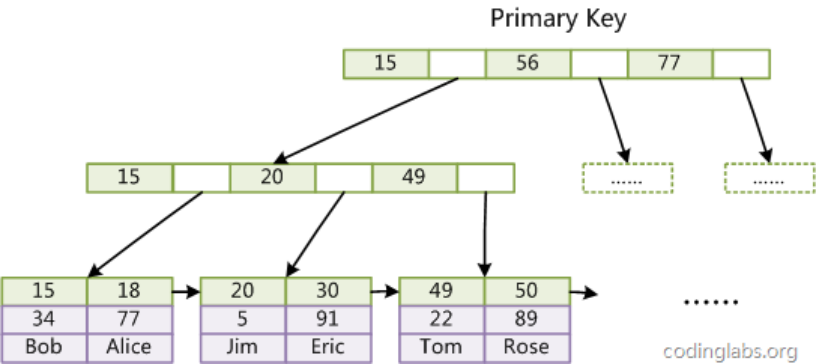 Primary Key
15 56 77
15 20 49
...... ......
15 18 20 30 49 50
34 77 5 91 22 89
......
Bob Alice Jim Eric Tom Rose
codinglabs.org